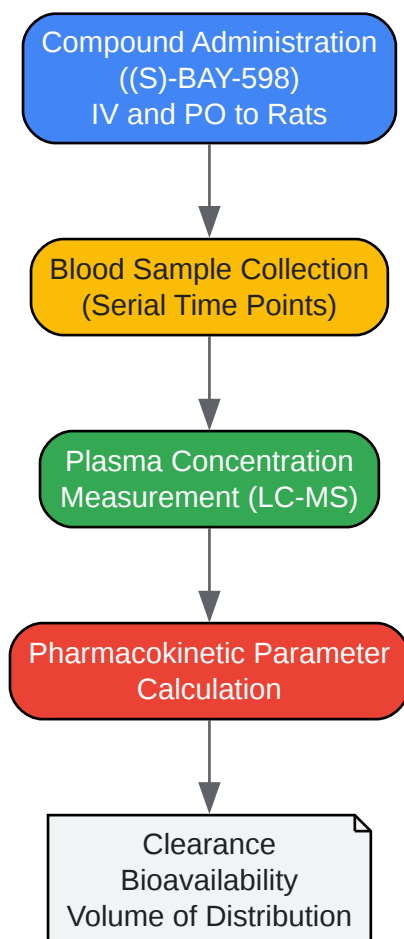 Compound Administration
((S)-BAY-598)
IV and PO to Rats
Blood Sample Collection
(Serial Time Points)
Plasma Concentration
Measurement (LC-MS)
Pharmacokinetic Parameter
Calculation
Clearance
Bioavailability
Volume of Distribution